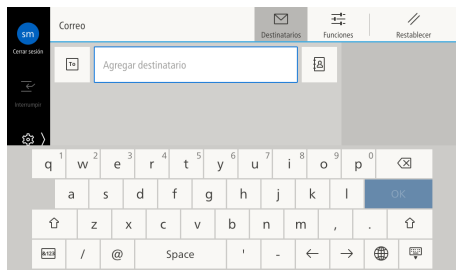 sm
Cerrar sesión
Interrumpir
Correo
Destinatarios
Funciones
Restablecer
To
Agregar destinatario
q 1 w 2 e 3 r 4 t 5 y 6 u 7 i 8 o 9 p 0
a s d f g h j k l OK
z x c v b n m , .
&123 / @ Space ' - ← →